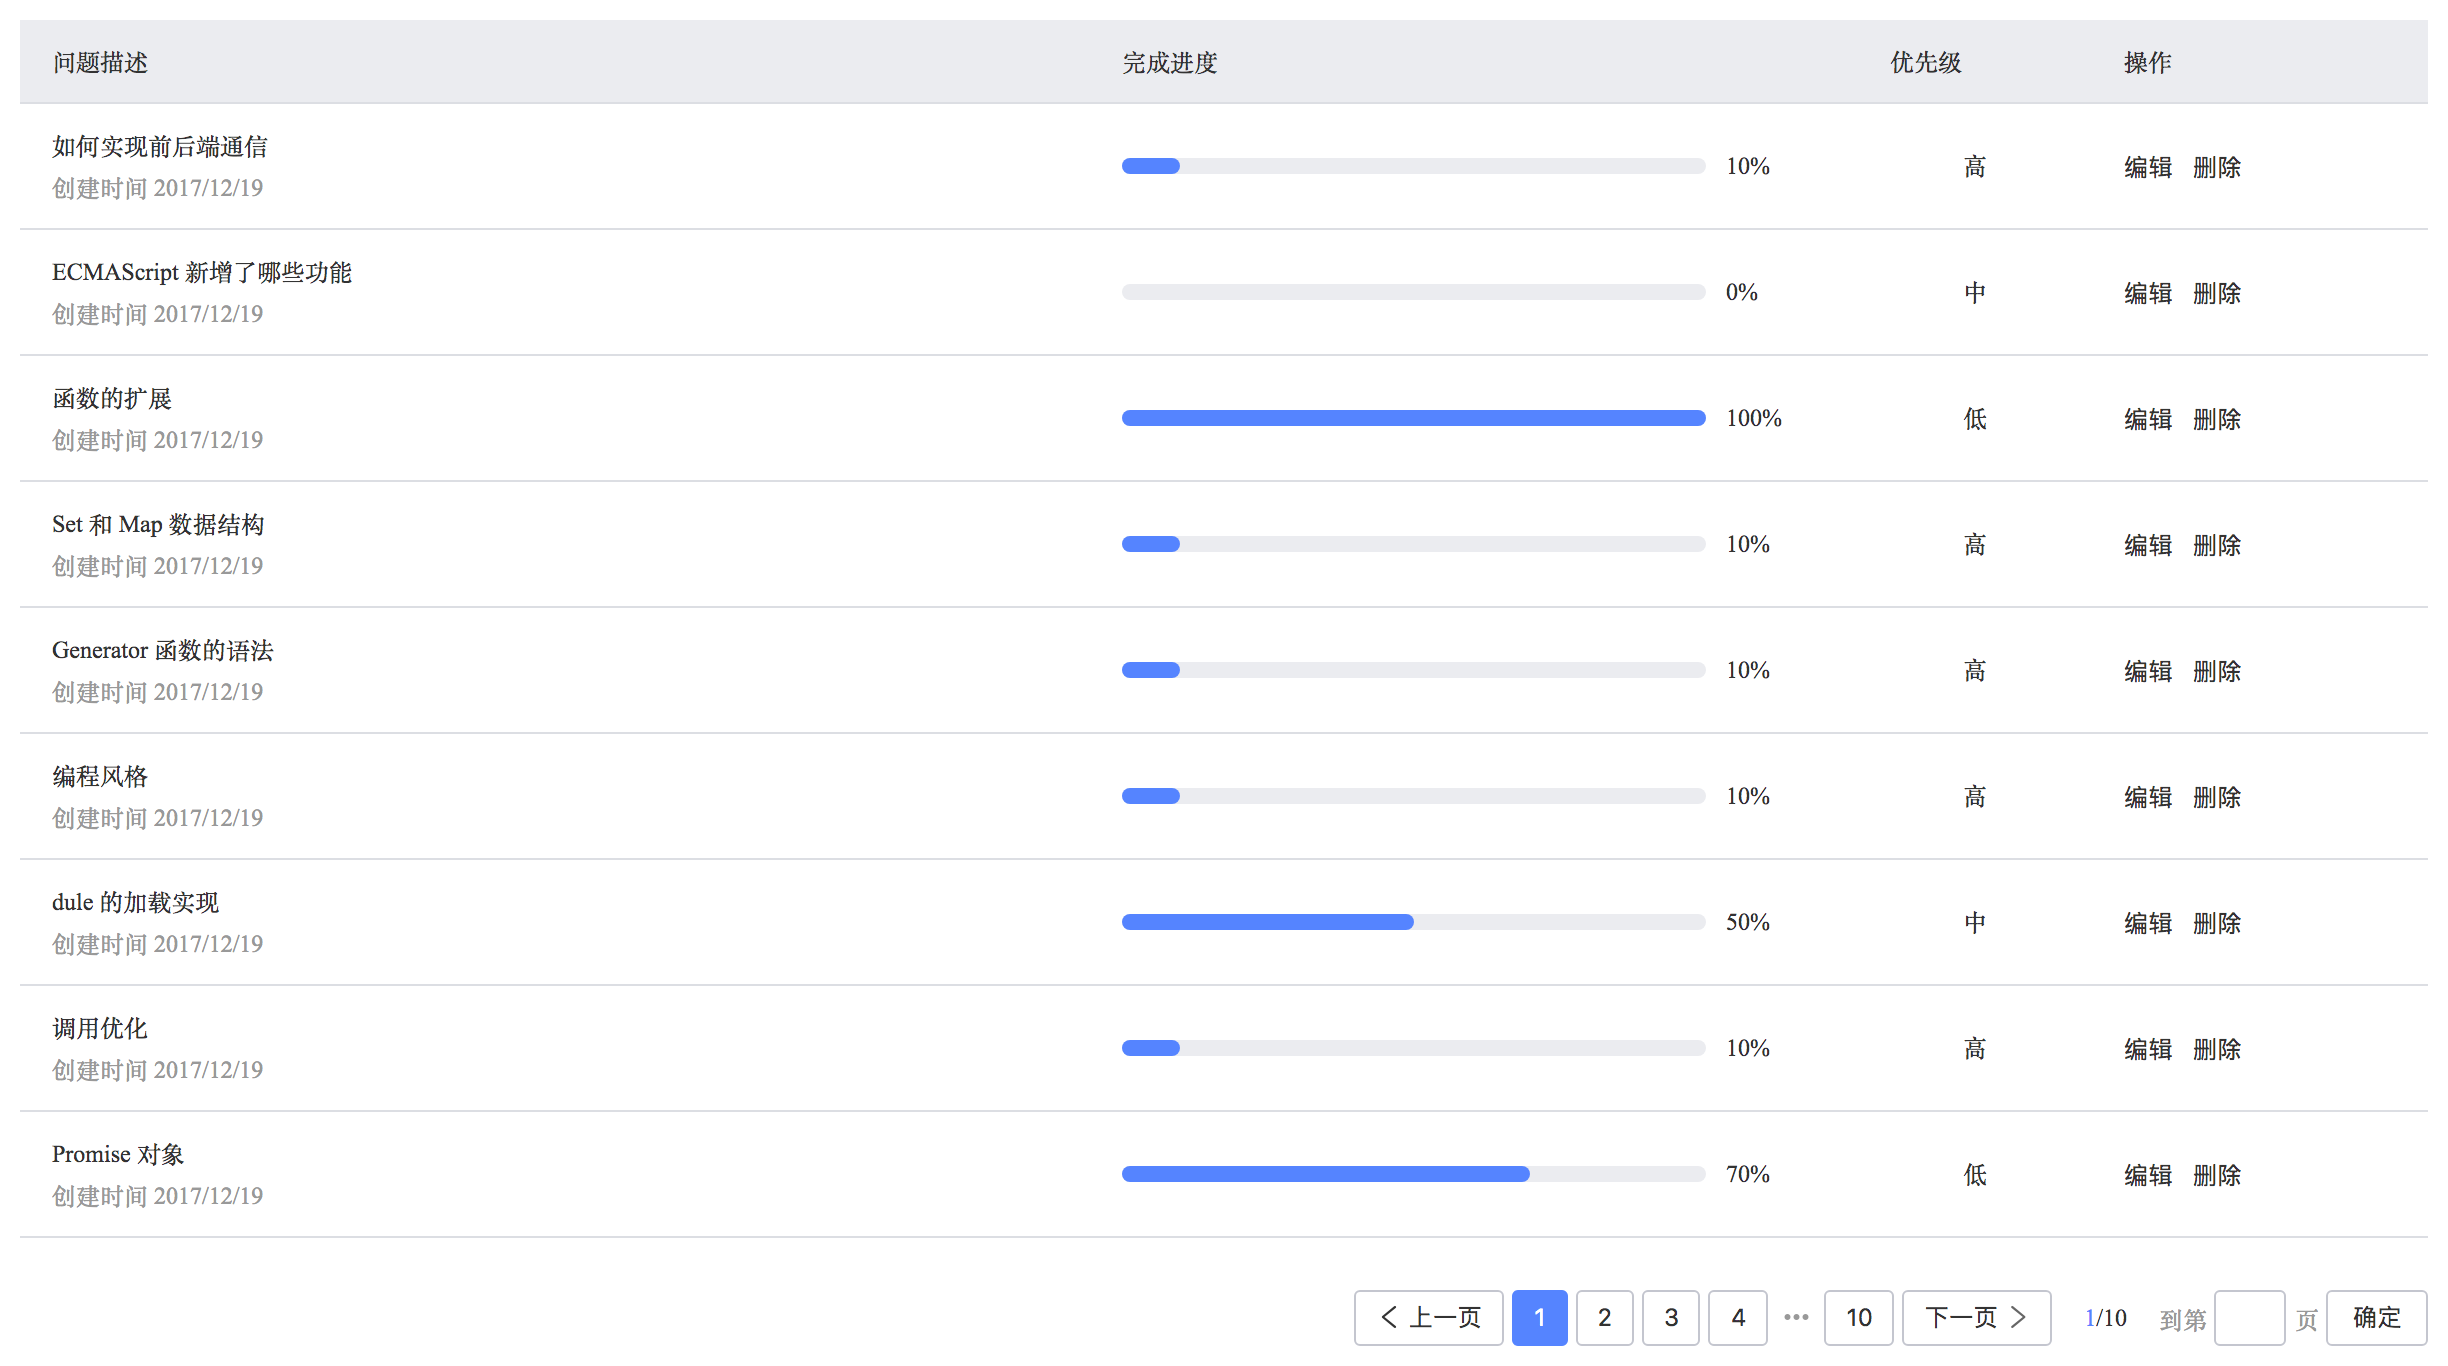 问题描述 完成进度 优先级 操作
如何实现前后端通信
创建时间 2017/12/19
10% 高 编辑 删除
ECMAScript 新增了哪些功能
创建时间 2017/12/19
0% 中 编辑 删除
函数的扩展
创建时间 2017/12/19
100% 低 编辑 删除
Set 和 Map 数据结构
创建时间 2017/12/19
10% 高 编辑 删除
Generator 函数的语法
创建时间 2017/12/19
10% 高 编辑 删除
编程风格
创建时间 2017/12/19
10% 高 编辑 删除
dule 的加载实现
创建时间 2017/12/19
50% 中 编辑 删除
调用优化
创建时间 2017/12/19
10% 高 编辑 删除
Promise 对象
创建时间 2017/12/19
70% 低 编辑 删除
上一页 1 2 3 4 ••• 10 下一页 1/10 到第 页 确定